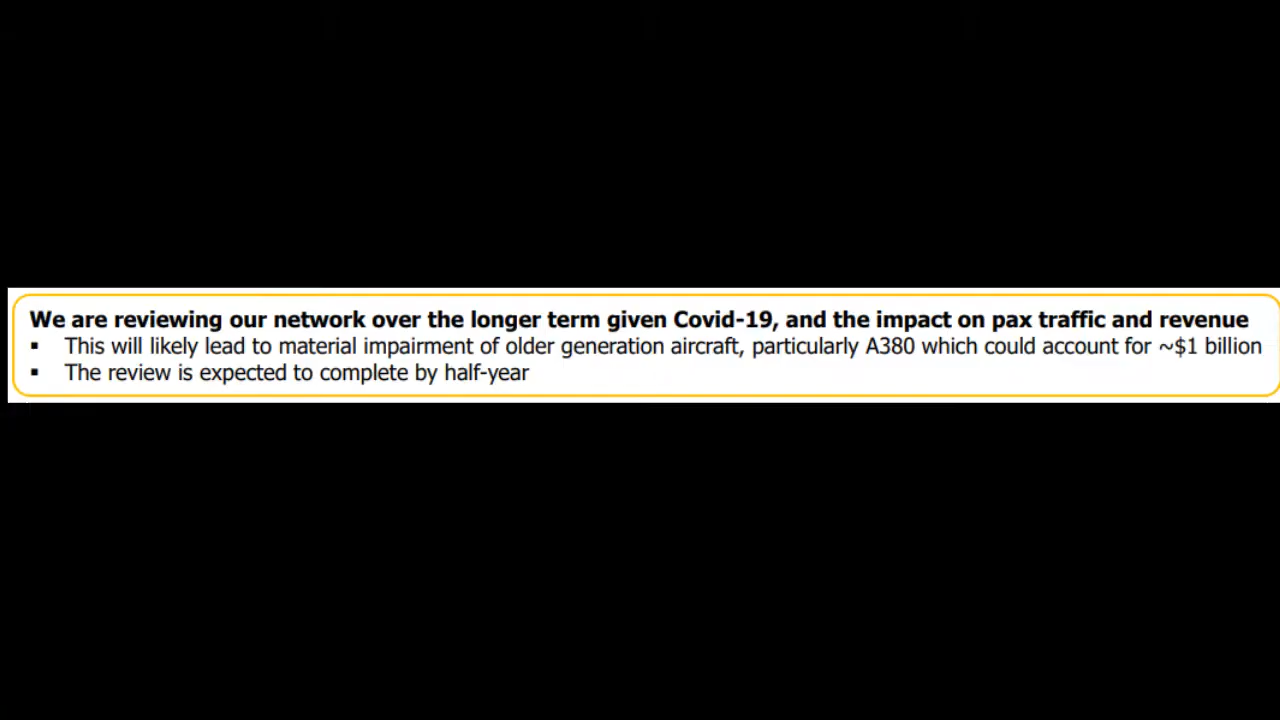 We are reviewing our network over the longer term given Covid-19, and the impact on pax traffic and revenue
▪ This will likely lead to material impairment of older generation aircraft, particularly A380 which could account for ~$1 billion
▪ The review is expected to complete by half-year